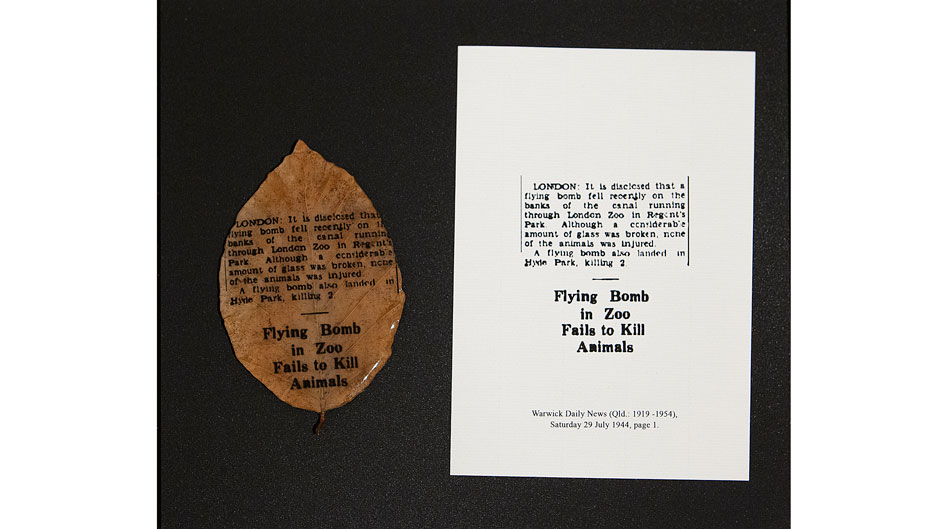 LONDON: It is disclosed that
flying bomb fell recently on
banks of the canal running
through London Zoo in Regent's
Park. Although a considerable
amount of glass was broken, none
of the animals was injured.
A flying bomb also landed in
Hyde Park, killing 2.
Flying Bomb
in Zoo
Fails to Kill
Animals
LONDON: It is disclosed that a
flying bomb fell recently on the
banks of the canal running
through London Zoo in Regent's
Park. Although a considerable
amount of glass was broken, none
of the animals was injured.
A flying bomb also landed in
Hyde Park, killing 2
Flying Bomb
in Zoo
Fails to Kill
Animals
Warwick Daily News (Qld.: 1919 -1954),
Saturday 29 July 1944, page 1.